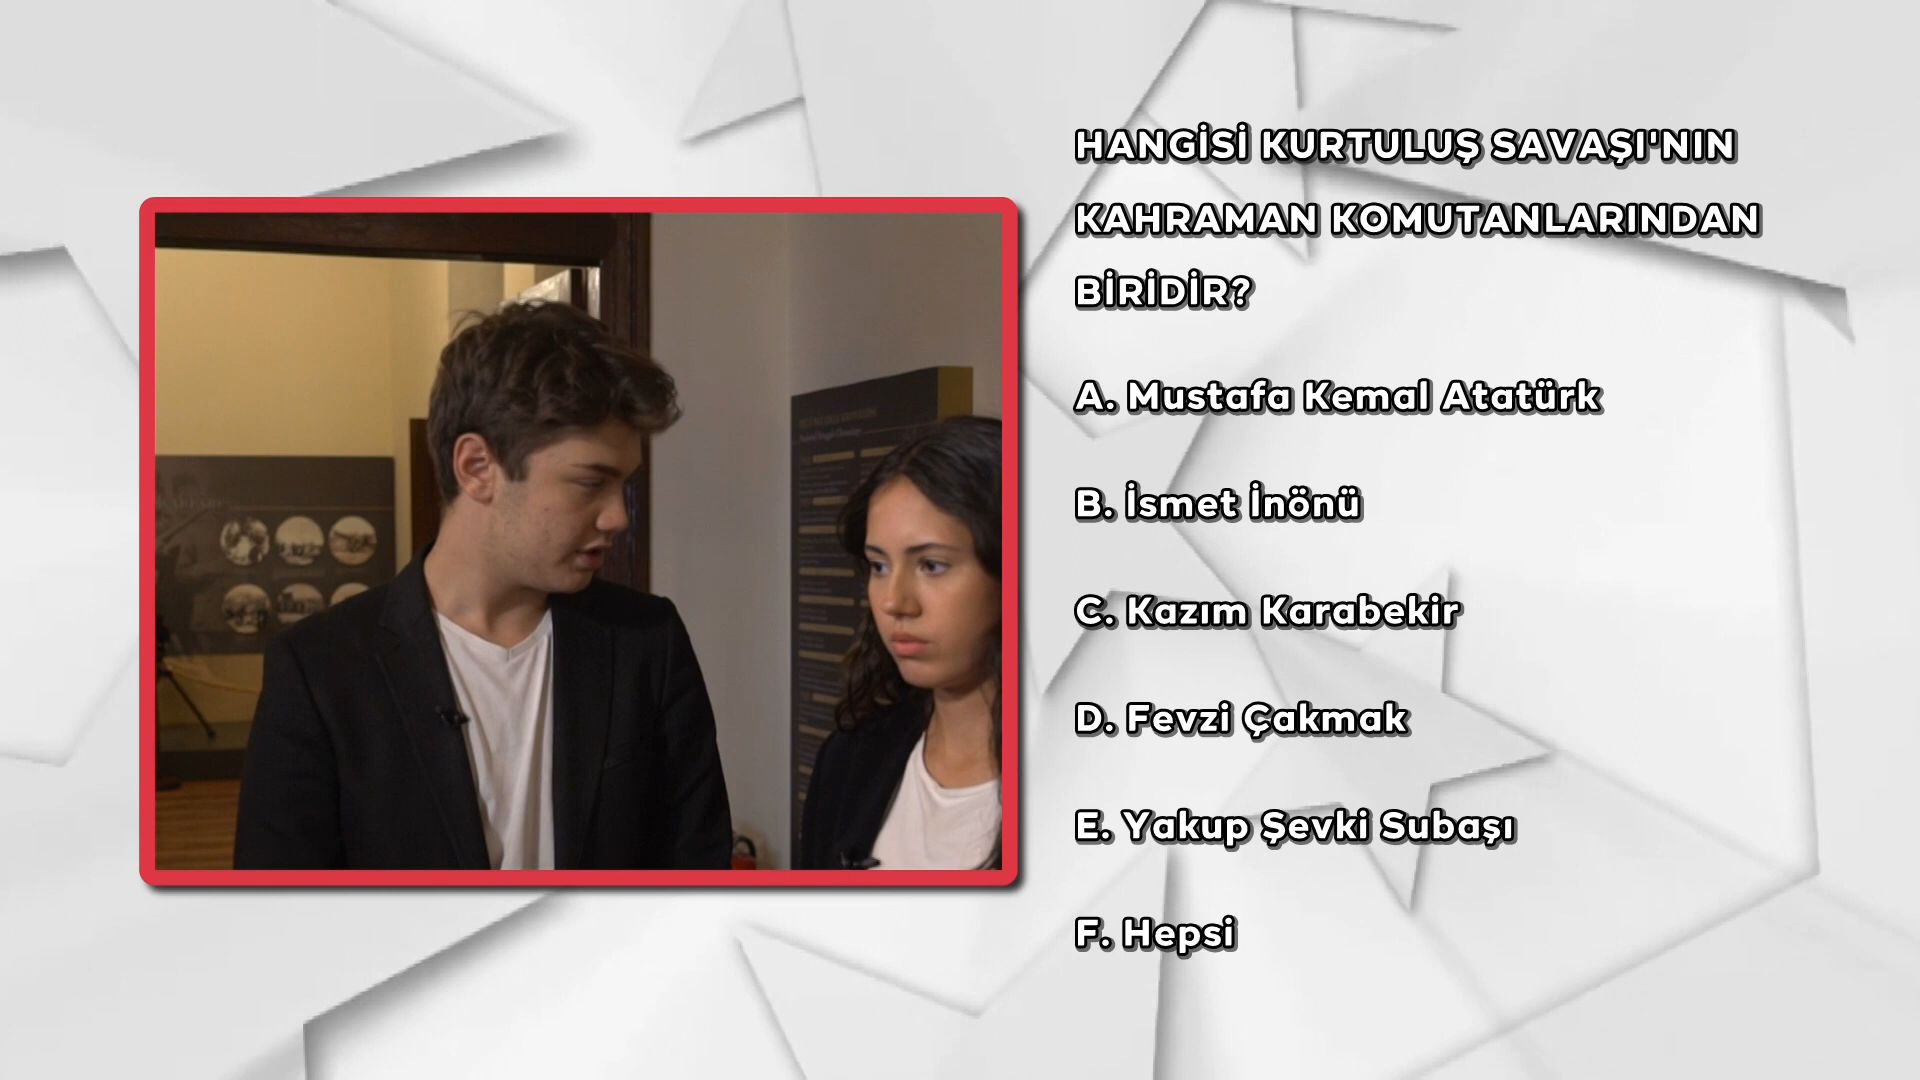 HANGİSİ KURTULUŞ SAVAŞI'NIN
KAHRAMAN KOMUTANLARINDAN
BİRİDİR?
A. Mustafa Kemal Atatürk
B. İsmet İnönü
C. Kazım Karabekir
D. Fevzi Çakmak
E. Yakup Şevki Subaşı
F. Hepsi